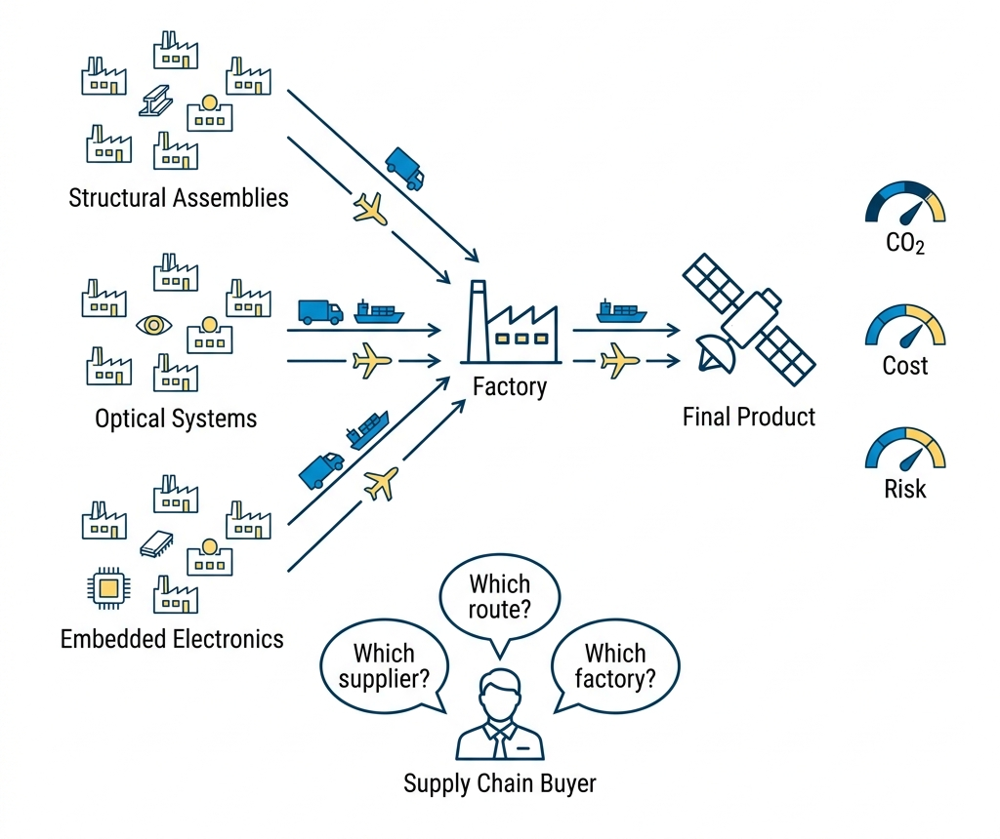 Structural Assemblies
Optical Systems
Embedded Electronics
Factory
Final Product
CO₂
Cost
Risk
Which
route?
Which
supplier?
Which
factory?
Supply Chain Buyer